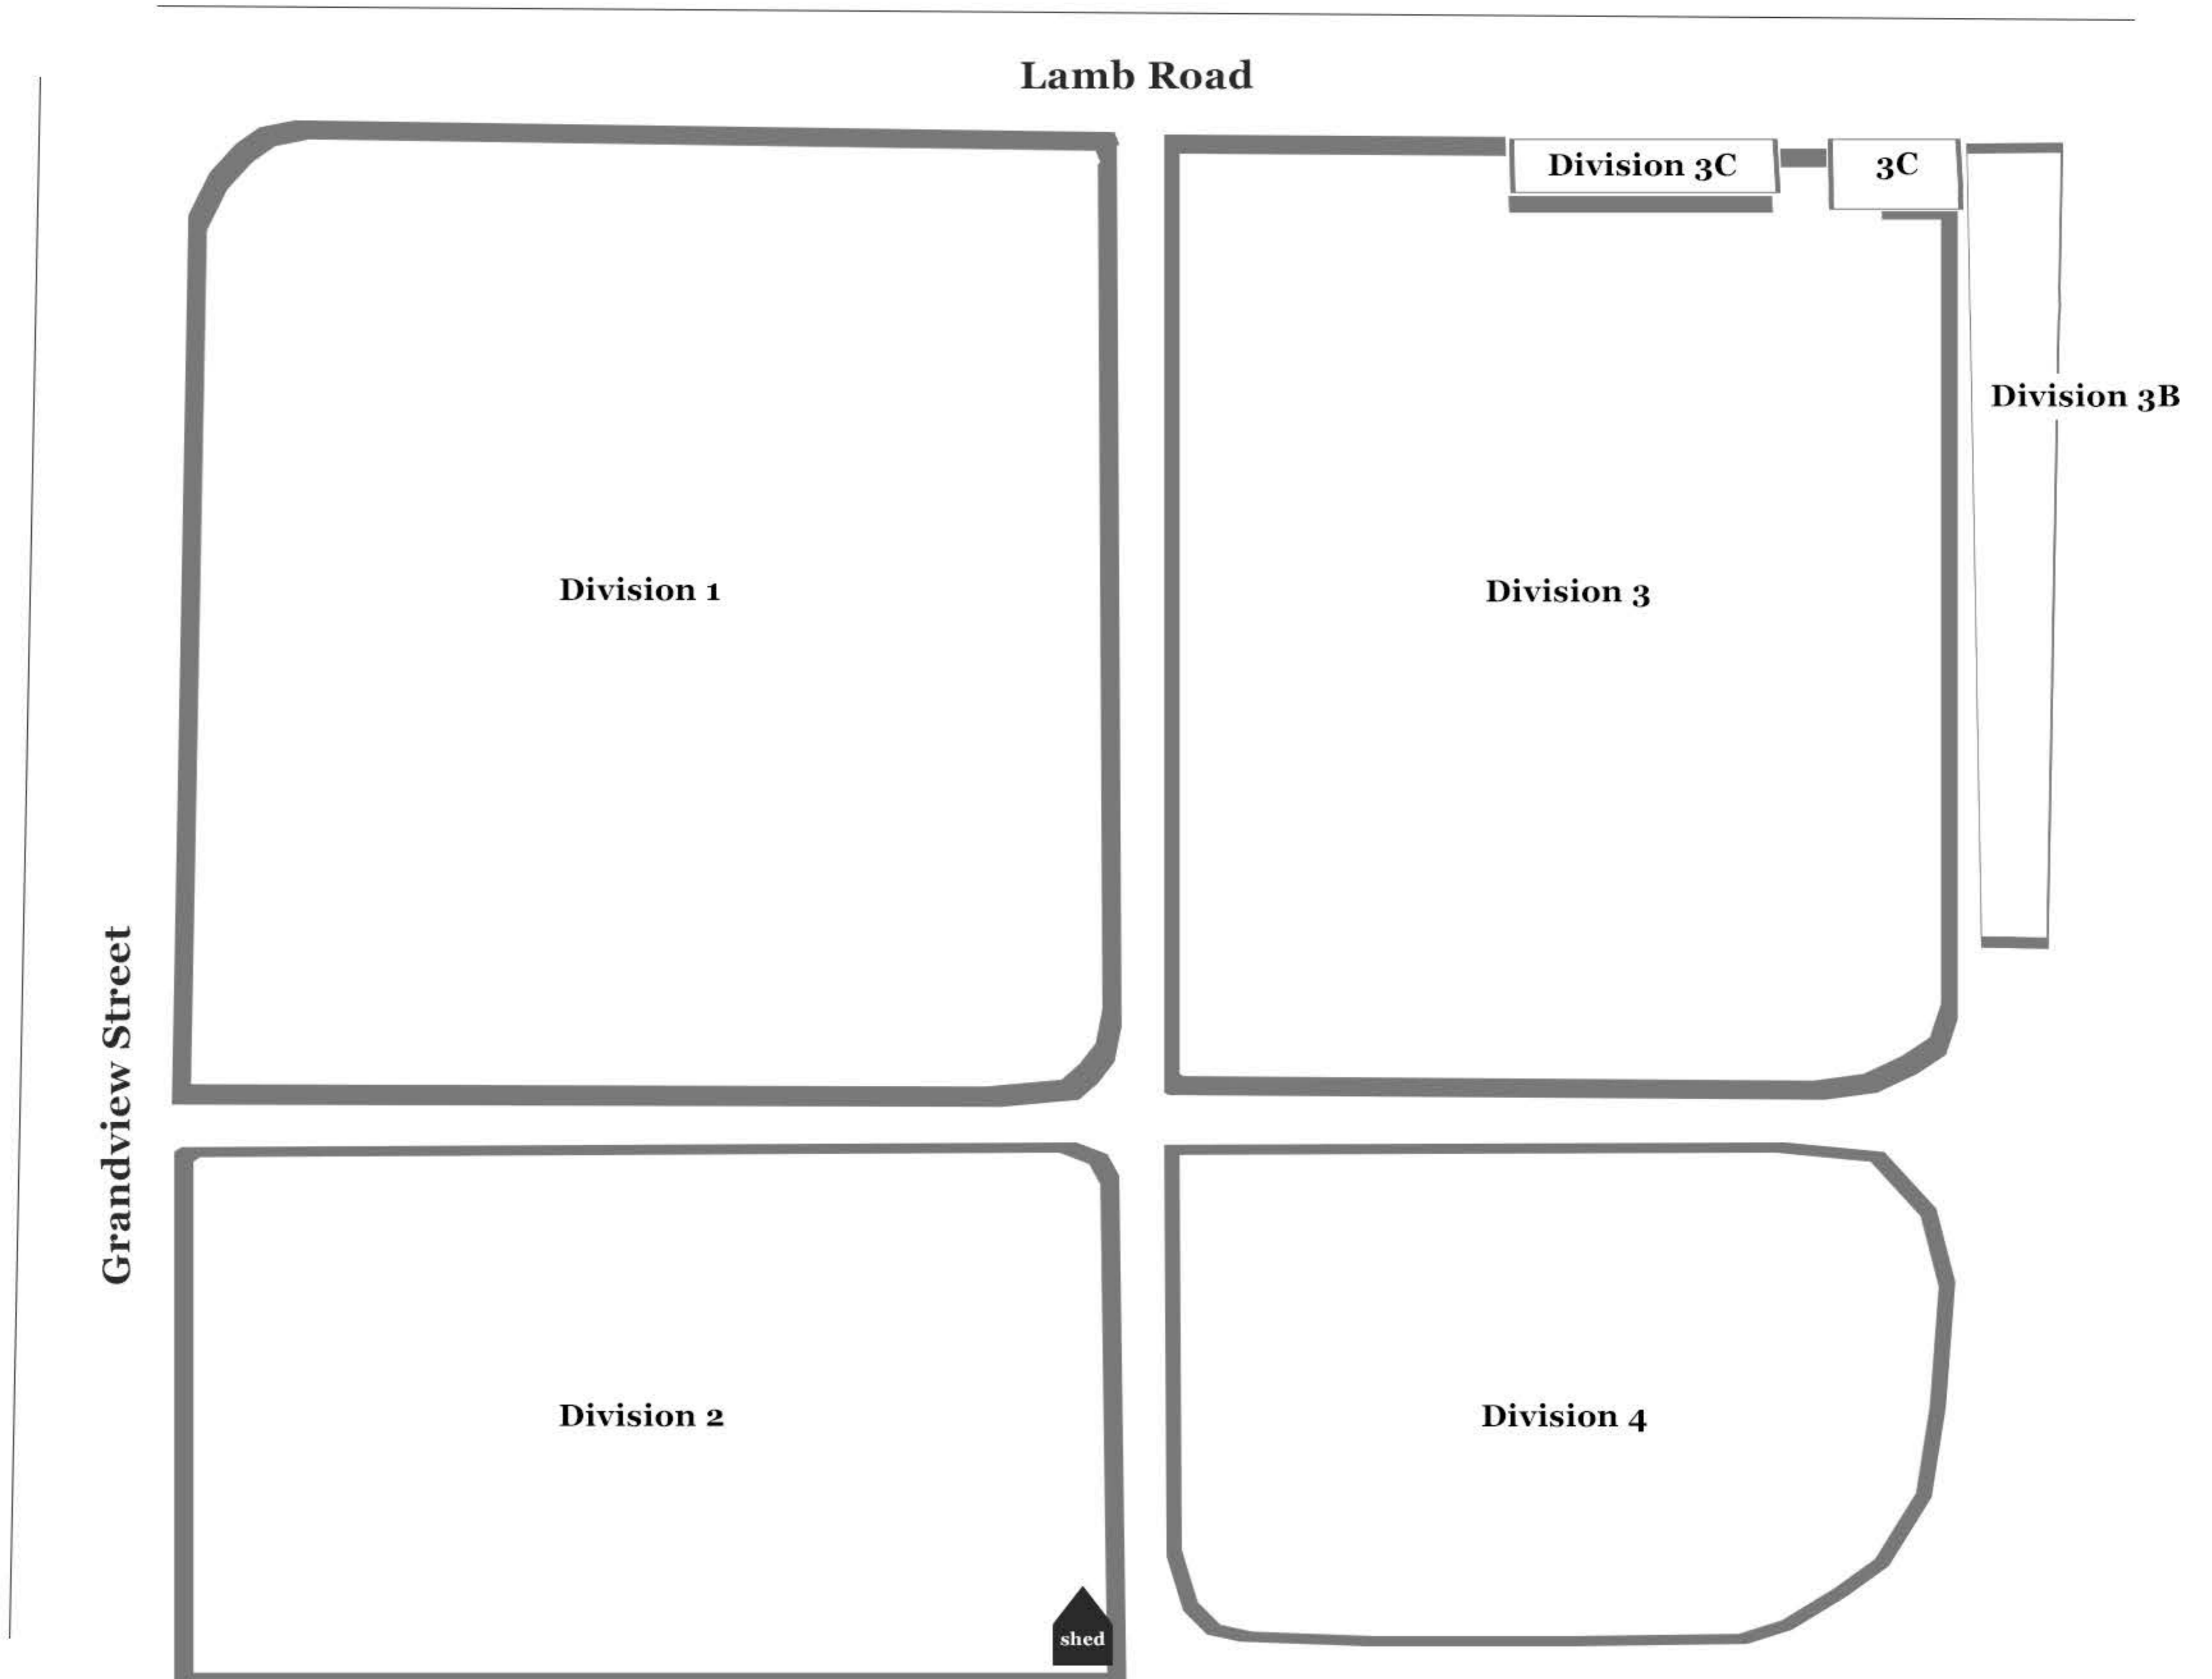 Lamb Road
Division 3C
3C
Division 3B
Division 1
Division 3
Grandview Street
Division 2
Division 4
shed